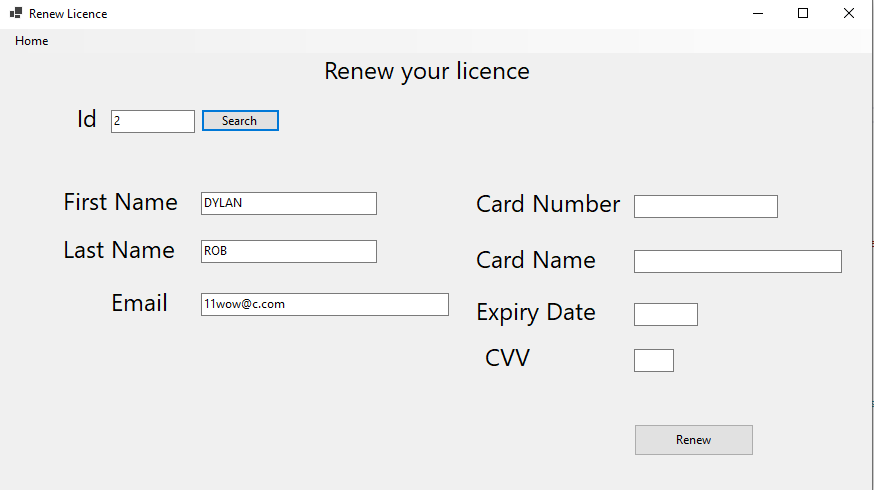 Renew Licence
Home
Renew your licence
Id 2 Search
First Name DYLAN
Last Name ROB
Email 11wow@c.com
Card Number
Card Name
Expiry Date
CVV
Renew